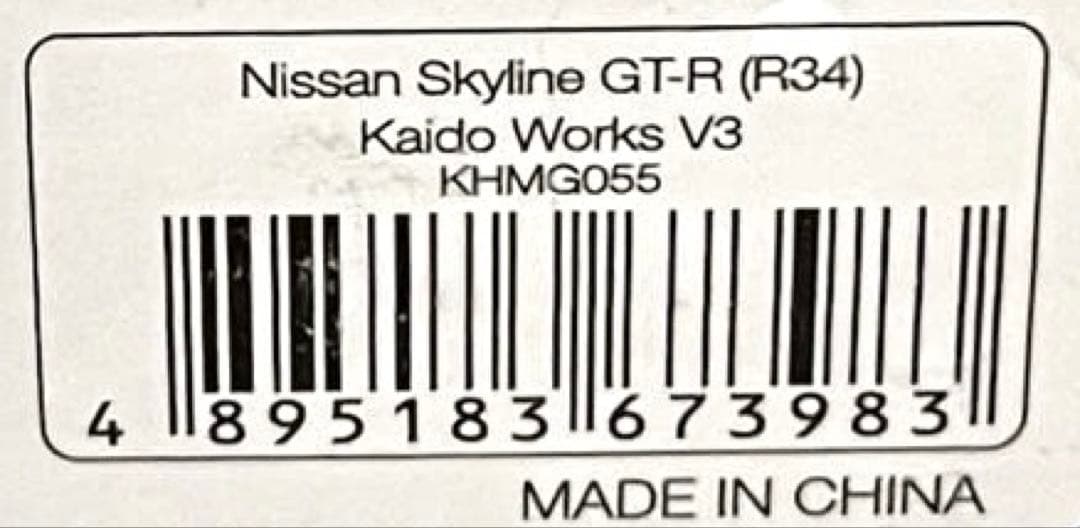 Nissan Skyline GT-R (R34)
Kaido Works V3
KHMG055
4 895183 673983
MADE IN CHINA